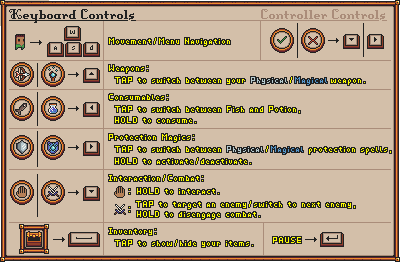 Keyboard Controls
Controller Controls
W
A S d
Movement/Menu Navigation
Weapons:
TAP to switch between your Physical/Magical weapon.
Consumables:
TAP to switch between Fish and Potion,
HOLD to consume.
Protection Magics:
TAP to switch between Physical/Magical protection spells,
HOLD to activate/deactivate.
Interaction/Combat:
: HOLD to interact.
: TAP to target an enemy/switch to next enemy,
: HOLD to disengage combat.
Inventory:
TAP to show/hide your items.
PAUSE